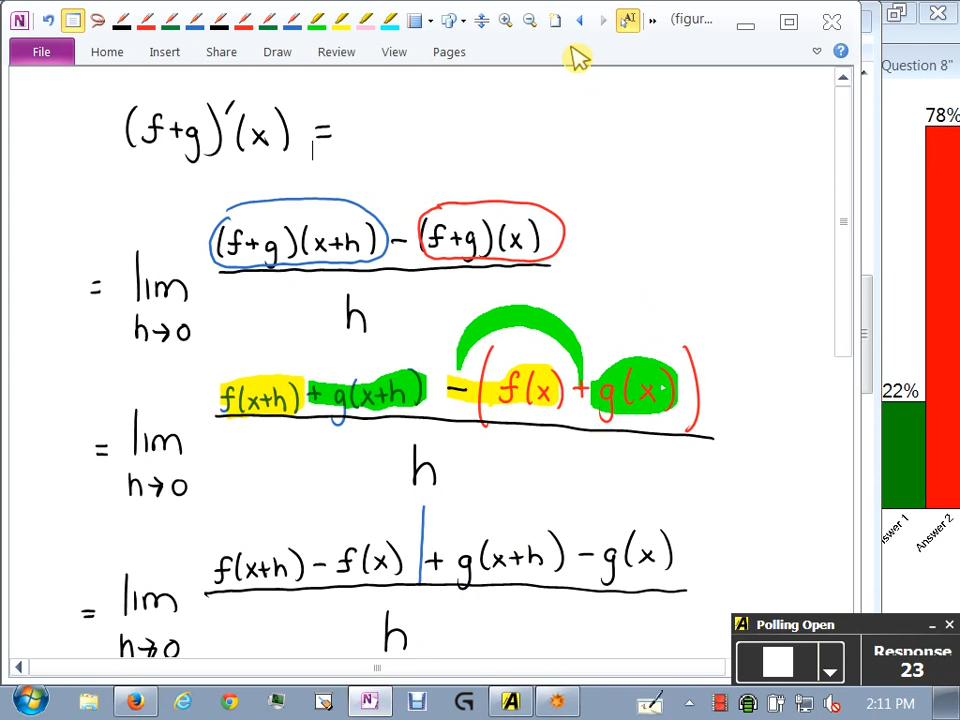 (figur...
Question 8"
File Home Insert Share Draw Review View Pages
78%
(f+g)'(x) =
(f+g)(x+h) - (f+g)(x)
= lim
h→0
h
f(x+h) + g(x+h) - (f(x) + g(x))
22%
= lim
h→0
h
nswer 1
Answer 2
f(x+h) - f(x) + g(x+h) - g(x)
= lim
h→0
h
Polling Open
Response
23
2:11 PM